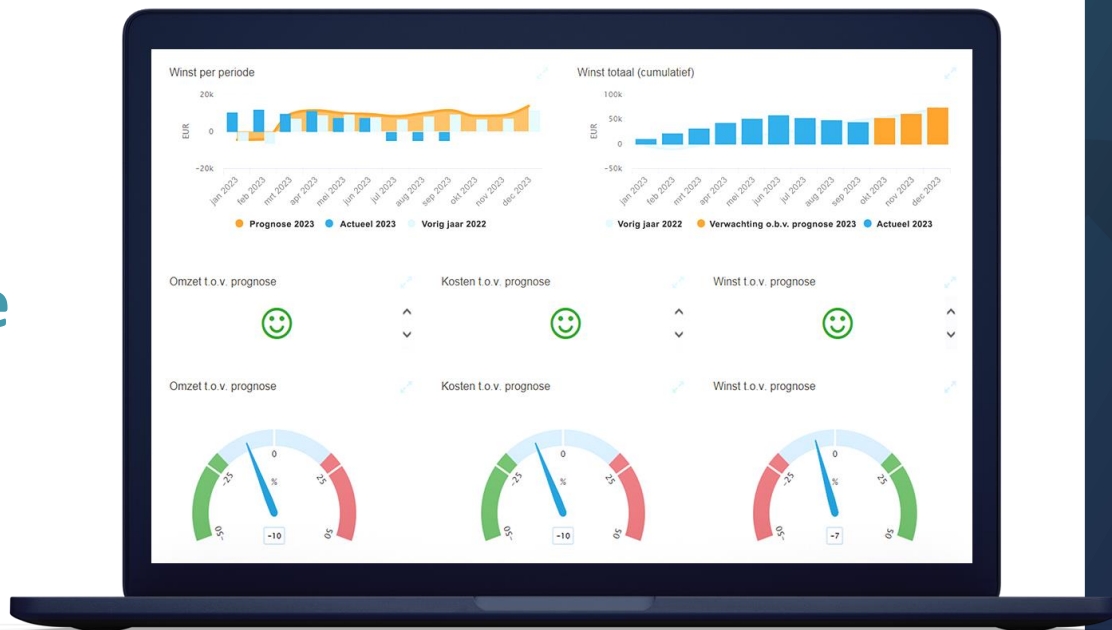 Winst per periode
20k
0
-20k
EUR
jan 2023 feb 2023 mrt 2023 apr 2023 mei 2023 jun 2023 jul 2023 aug 2023 sep 2023 okt 2023 nov 2023 dec 2023
Prognose 2023 Actueel 2023 Vorig jaar 2022
Winst totaal (cumulatief)
100k
50k
0
-50k
EUR
jan 2023 feb 2023 mrt 2023 apr 2023 mei 2023 jun 2023 jul 2023 aug 2023 sep 2023 okt 2023 nov 2023 dec 2023
Vorig jaar 2022 Verwachting o.b.v. prognose 2023 Actueel 2023
e
Omzet t.o.v. prognose
Kosten t.o.v. prognose
Winst t.o.v. prognose
Omzet t.o.v. prognose
-50 -25 0 25 50
%
-10
Kosten t.o.v. prognose
-50 -25 0 25 50
%
-10
Winst t.o.v. prognose
-50 -25 0 25 50
%
-7